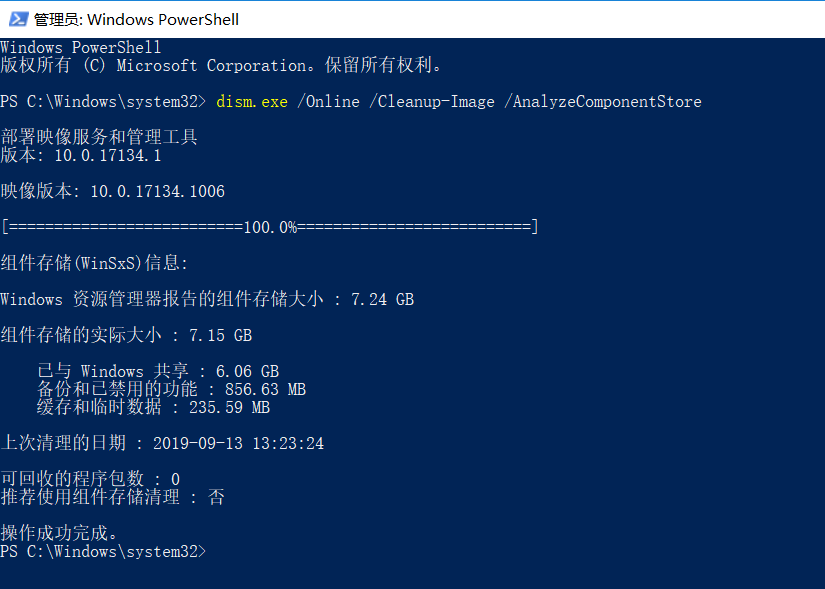 管理员: Windows PowerShell
Windows PowerShell
版权所有 (C) Microsoft Corporation。保留所有权利。
PS C:\Windows\system32> dism.exe /Online /Cleanup-Image /AnalyzeComponentStore
部署映像服务和管理工具
版本: 10.0.17134.1
映像版本: 10.0.17134.1006
[==========================100.0%==========================]
组件存储(WinSxS)信息:
Windows 资源管理器报告的组件存储大小 : 7.24 GB
组件存储的实际大小 : 7.15 GB
已与 Windows 共享 : 6.06 GB
备份和已禁用的功能 : 856.63 MB
缓存和临时数据 : 235.59 MB
上次清理的日期 : 2019-09-13 13:23:24
可回收的程序包数 : 0
推荐使用组件存储清理 : 否
操作成功完成。
PS C:\Windows\system32>